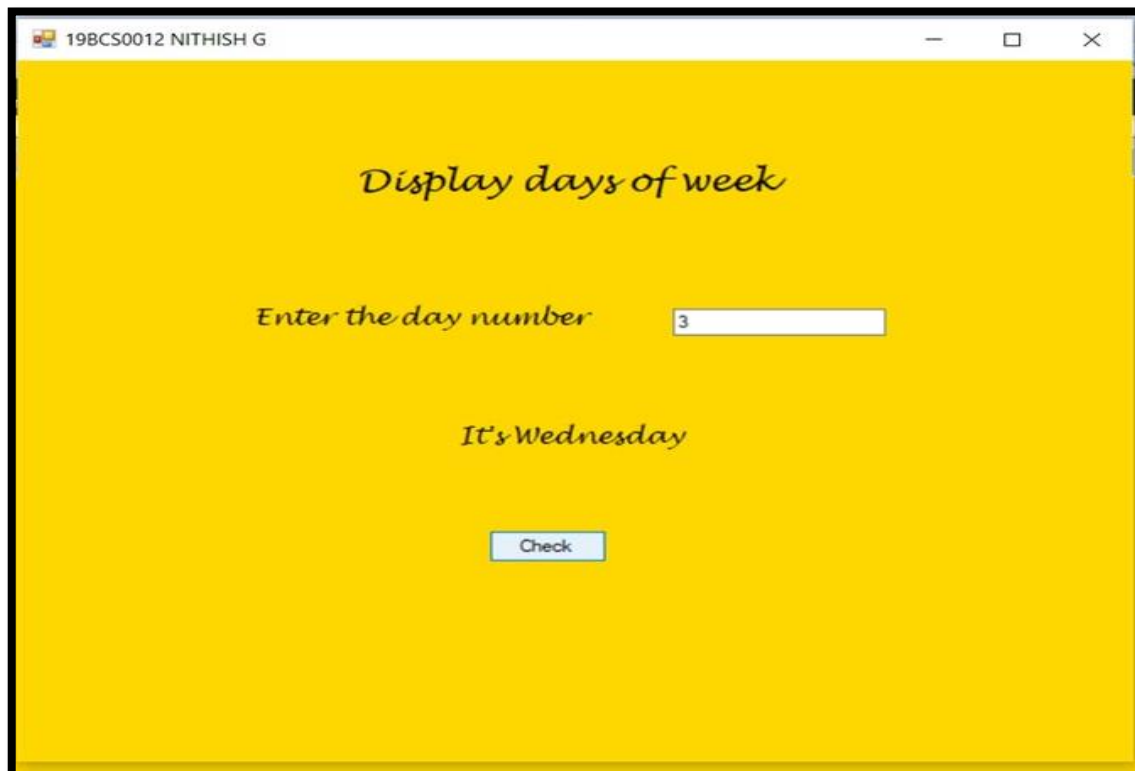 19BCS0012 NITHISH G
Display days of week
Enter the day number 3
It's Wednesday
Check